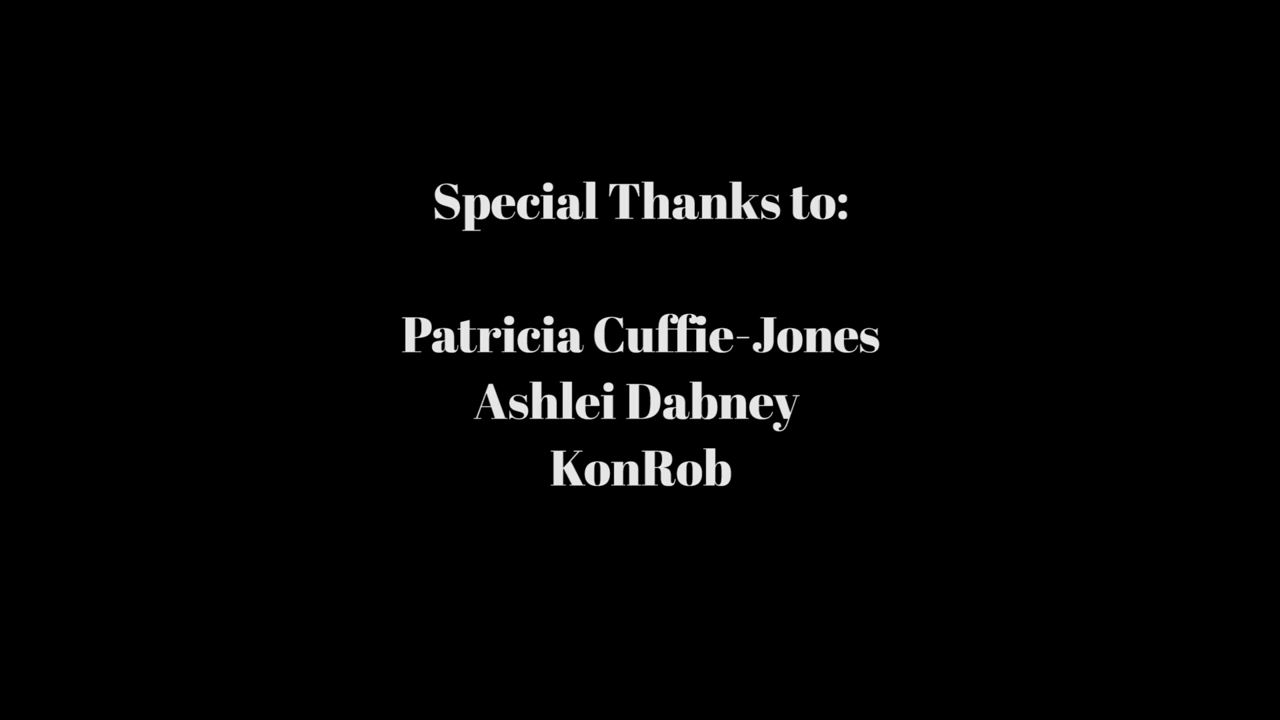 Special Thanks to:
Patricia Cuffie-Jones
Ashlei Dabney
KonRob